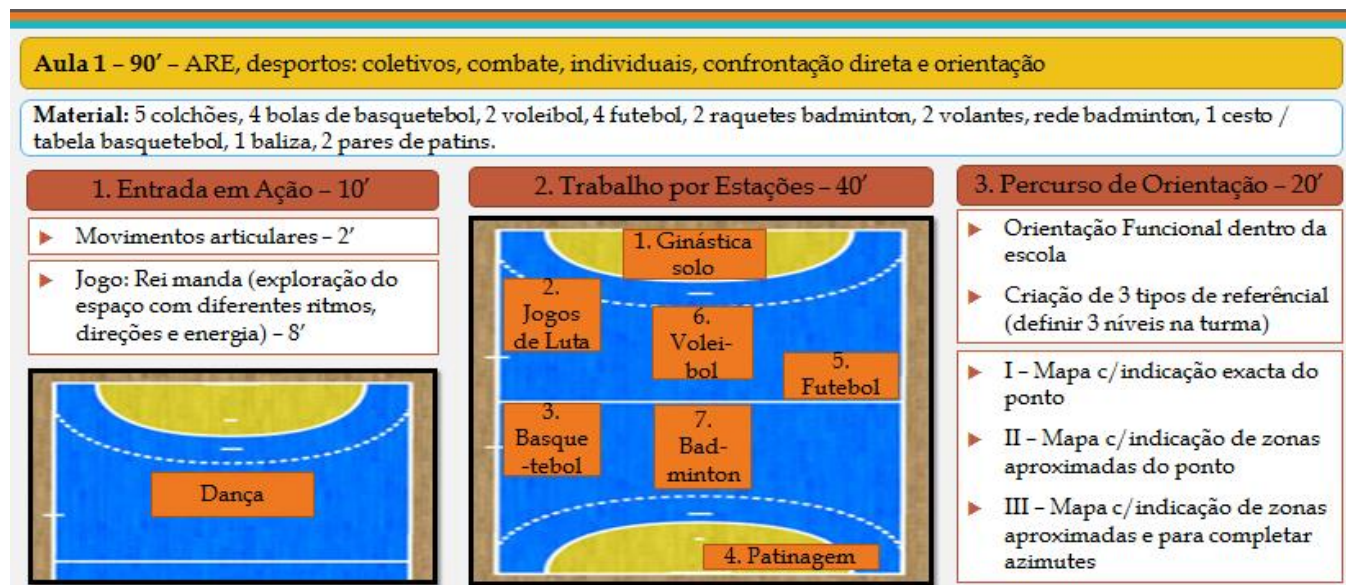 Aula 1 – 90’ – ARE, desportos: coletivos, combate, individuais, confrontação direta e orientação
Material: 5 colchões, 4 bolas de basquetebol, 2 voleibol, 4 futebol, 2 raquetes badminton, 2 volantes, rede badminton, 1 cesto /
tabela basquetebol, 1 baliza, 2 pares de patins.
1. Entrada em Ação – 10’
Movimentos articulares – 2’
Jogo: Rei manda (exploração do
espaço com diferentes ritmos,
direções e energia) – 8’
Dança
2. Trabalho por Estações – 40’
1. Ginástica
solo
2.
Jogos
de Luta
6.
Volei-
bol
5.
Futebol
3.
Basque
-tebol
7.
Bad-
minton
4. Patinagem
3. Percurso de Orientação – 20’
Orientação Funcional dentro da
escola
Criação de 3 tipos de referêncial
(definir 3 níveis na turma)
I – Mapa c/indicação exacta do
ponto
II – Mapa c/indicação de zonas
aproximadas do ponto
III – Mapa c/indicação de zonas
aproximadas e para completar
azimutes